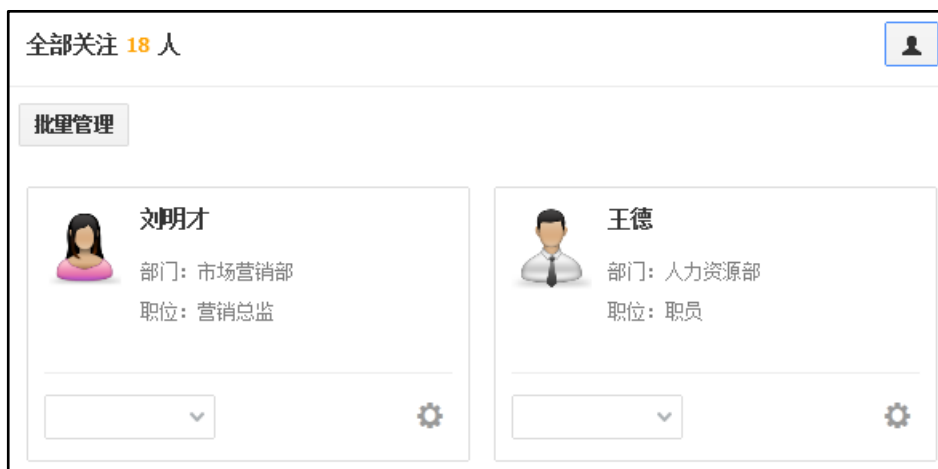 全部关注 18 人
批量管理
刘明才
部门：市场营销部
职位：营销总监
王德
部门：人力资源部
职位：职员